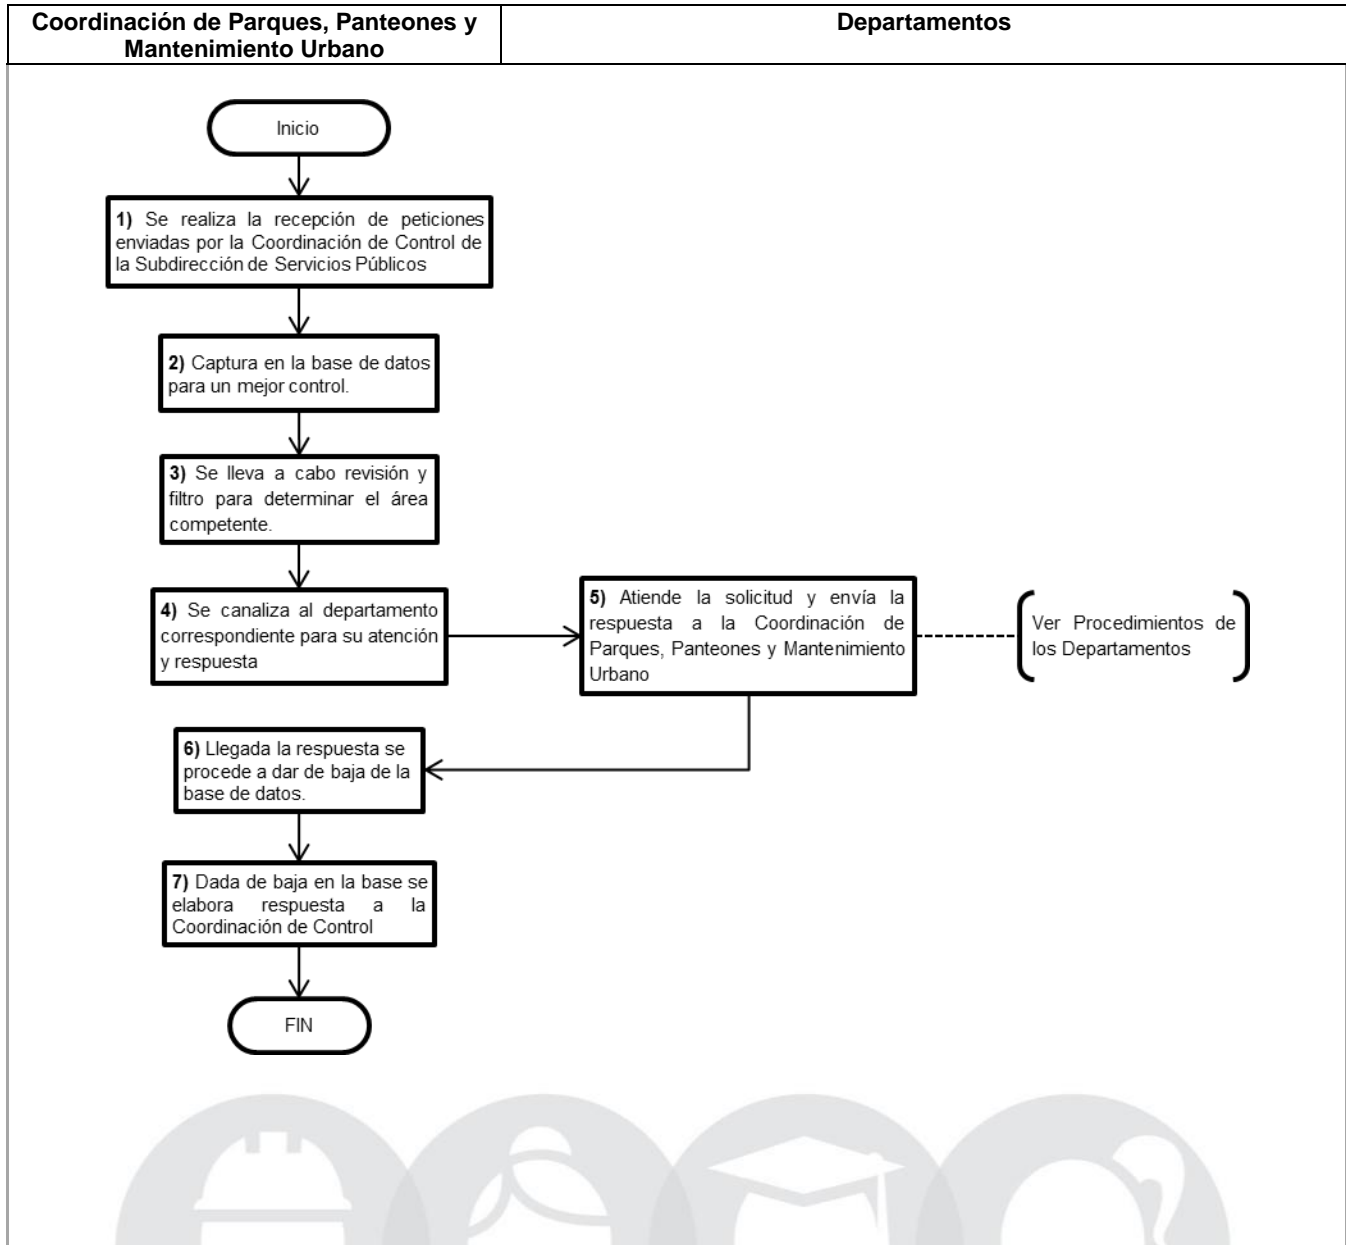 Coordinación de Parques, Panteones y
Mantenimiento Urbano
Departamentos
Inicio
1) Se realiza la recepción de peticiones
enviadas por la Coordinación de Control de
la Subdirección de Servicios Públicos
2) Captura en la base de datos
para un mejor control.
3) Se lleva a cabo revisión y
filtro para determinar el área
competente.
4) Se canaliza al departamento
correspondiente para su atención
y respuesta
5) Atiende la solicitud y envía la
respuesta a la Coordinación de
Parques, Panteones y Mantenimiento
Urbano
Ver Procedimientos de
los Departamentos
6) Llegada la respuesta se
procede a dar de baja de la
base de datos.
7) Dada de baja en la base se
elabora respuesta a la
Coordinación de Control
FIN